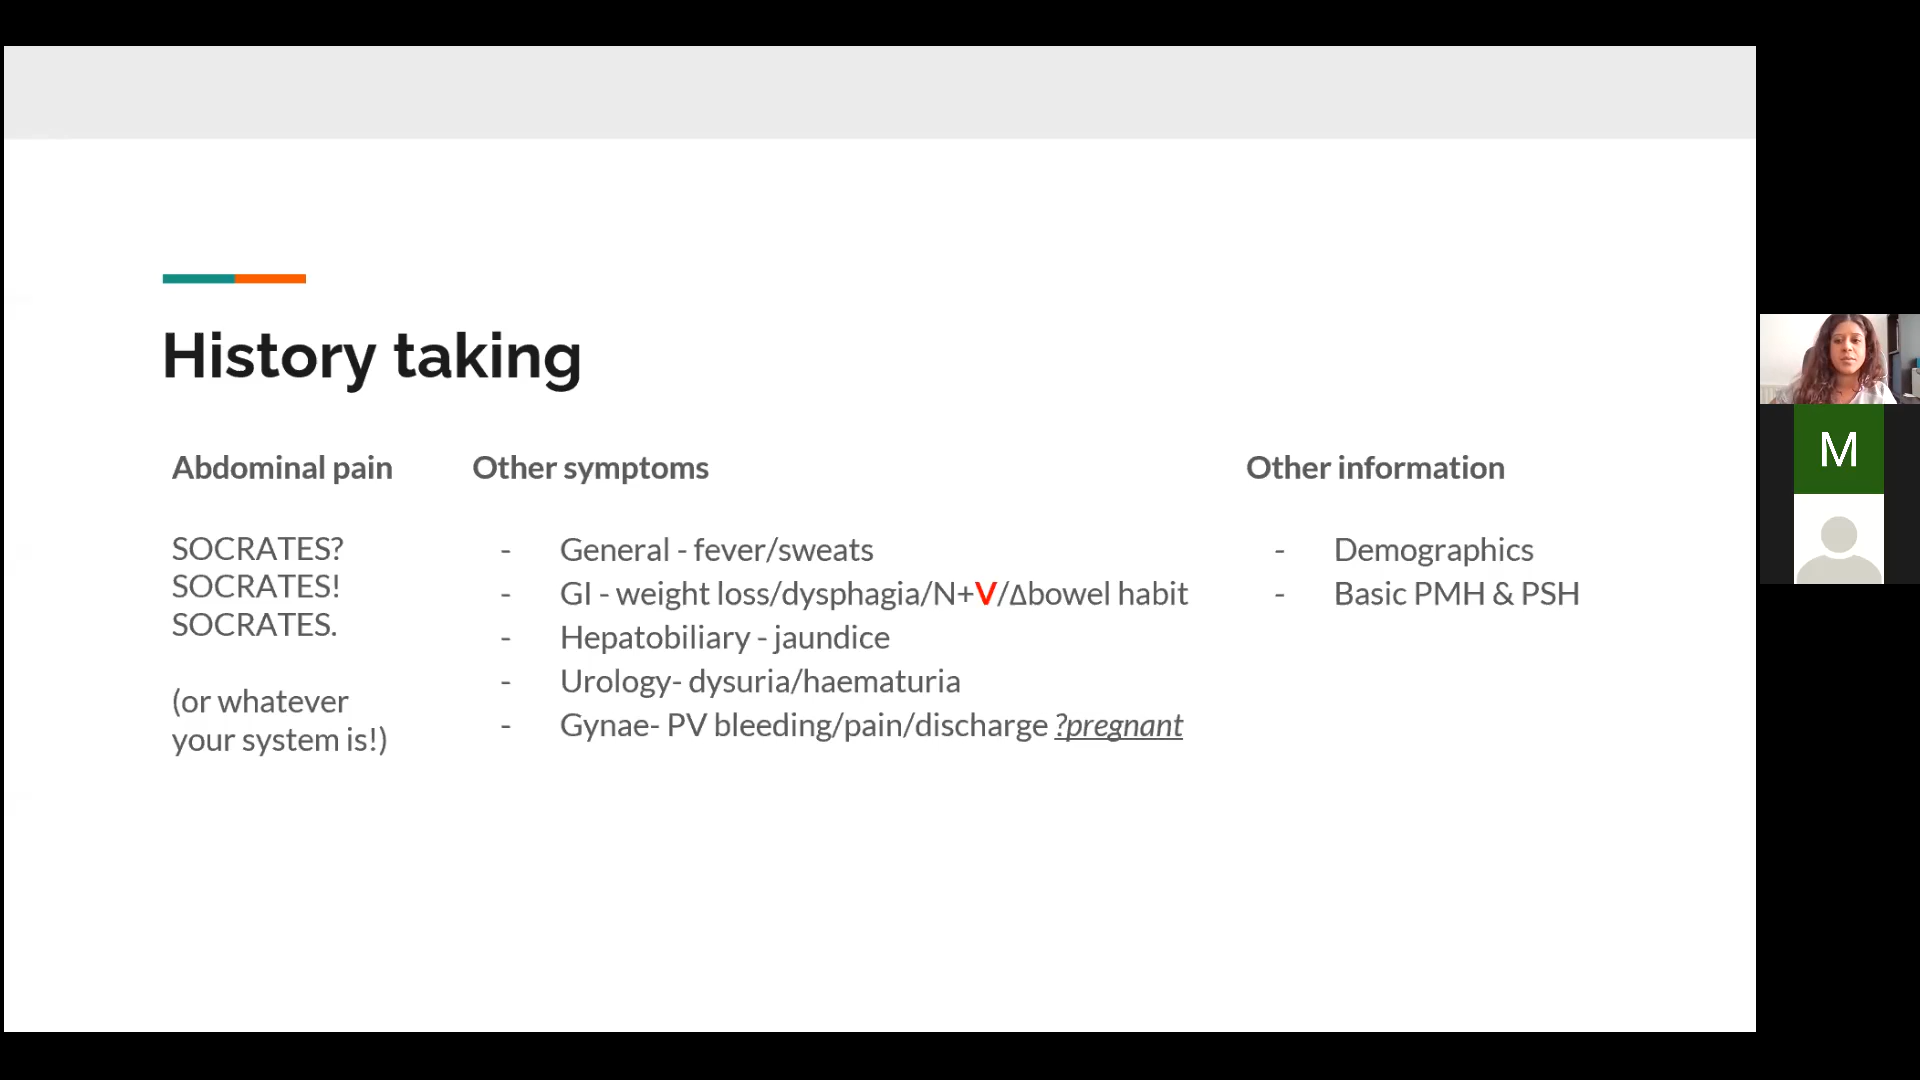 History taking
Abdominal pain
SOCRATES?
SOCRATES!
SOCRATES.
(or whatever
your system is!)
Other symptoms
- General - fever/sweats
- GI - weight loss/dysphagia/N+V/Δbowel habit
- Hepatobiliary - jaundice
- Urology- dysuria/haematuria
- Gynae- PV bleeding/pain/discharge ?pregnant
Other information
- Demographics
- Basic PMH & PSH
M